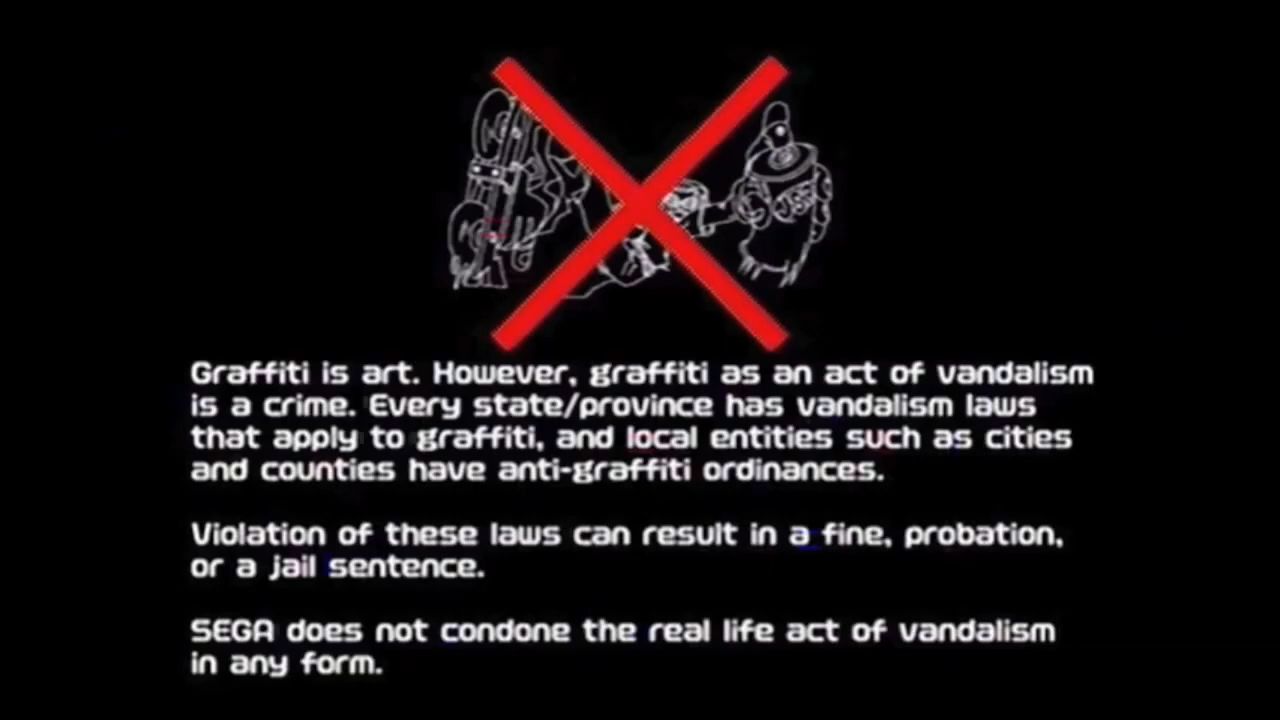 Graffiti is art. However, graffiti as an act of vandalism
is a crime. Every state/province has vandalism laws
that apply to graffiti, and local entities such as cities
and counties have anti-graffiti ordinances.
Violation of these laws can result in a fine, probation,
or a jail sentence.
SEGA does not condone the real life act of vandalism
in any form.